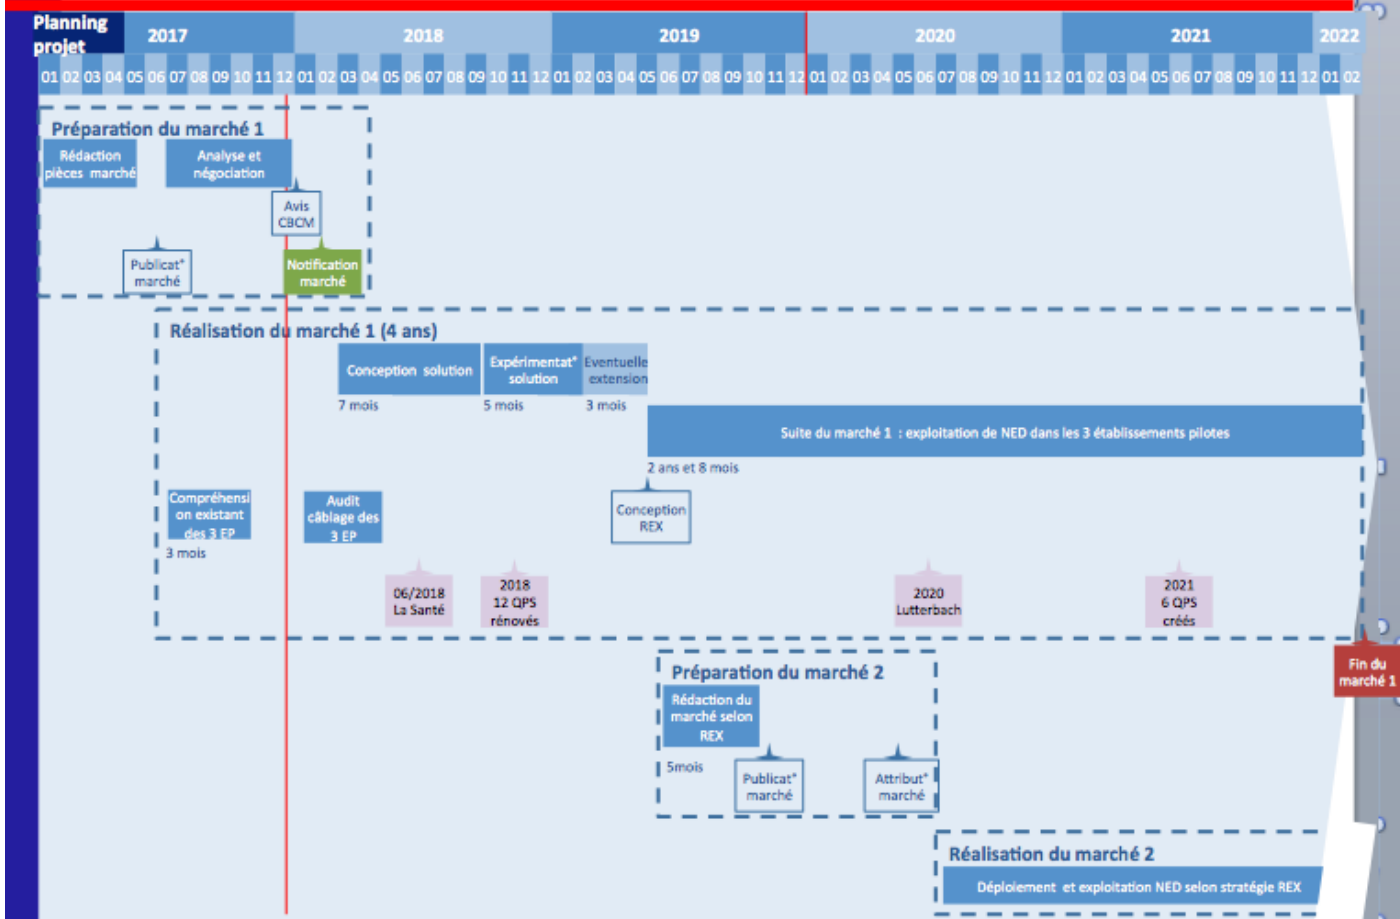 Planning
projet
2017 2018 2019 2020 2021 2022
01 02 03 04 05 06 07 08 09 10 11 12 01 02 03 04 05 06 07 08 09 10 11 12 01 02 03 04 05 06 07 08 09 10 11 12 01 02 03 04 05 06 07 08 09 10 11 12 01 02 03 04 05 06 07 08 09 10 11 12 01 02
Préparation du marché 1
Rédaction
pièces marché
Analyse et
négociation
Avis
CBCM
Publicat°
marché
Notification
marché
Réalisation du marché 1 (4 ans)
Conception solution
7 mois
Expérimentat°
solution
5 mois
Eventuelle
extension
3 mois
Suite du marché 1 : exploitation de NED dans les 3 établissements pilotes
2 ans et 8 mois
Compréhensi
on existant
des 3 EP
3 mois
Audit
câblage des
3 EP
Conception
REX
06/2018
La Santé
2018
12 QPS
rénovés
2020
Lutterbach
2021
6 QPS
créés
Fin du
marché 1
Préparation du marché 2
Rédaction du
marché selon
REX
5mois
Publicat°
marché
Attribut°
marché
Réalisation du marché 2
Déploiement et exploitation NED selon stratégie REX